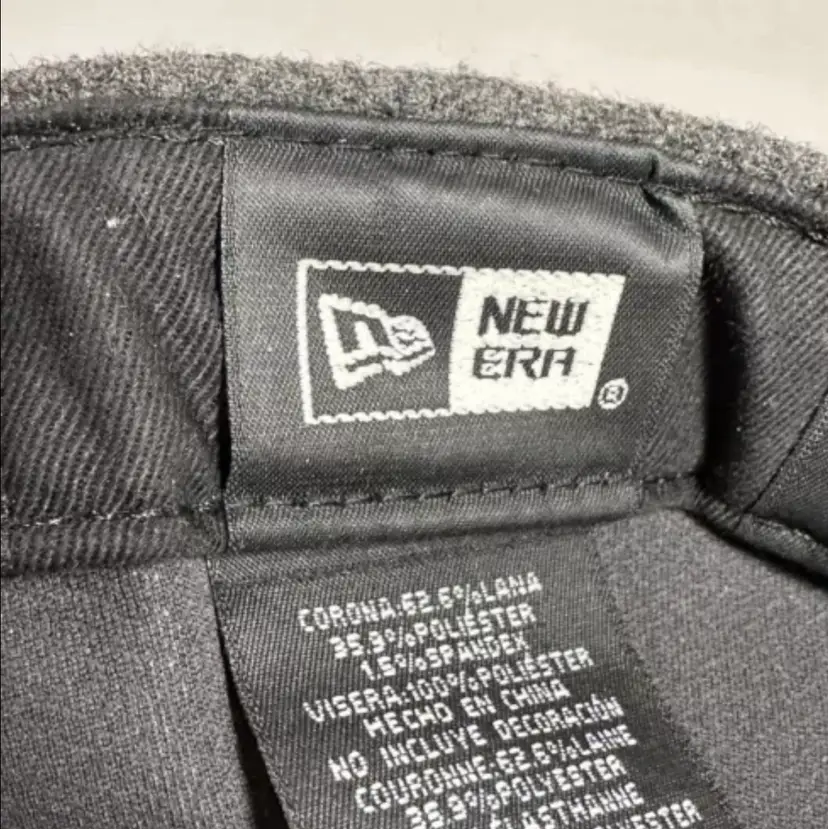 NEW
ERA
®
CORONA:62.6%LANA
35.9%POLIÉSTER
1.5%SPANDEX
VISERA:100%POLIÉSTER
HECHO EN CHINA
NO INCLUYE DECORACIÓN
COURONNE:62.6%LAINE
35.9%POLYESTER
POLYESTER